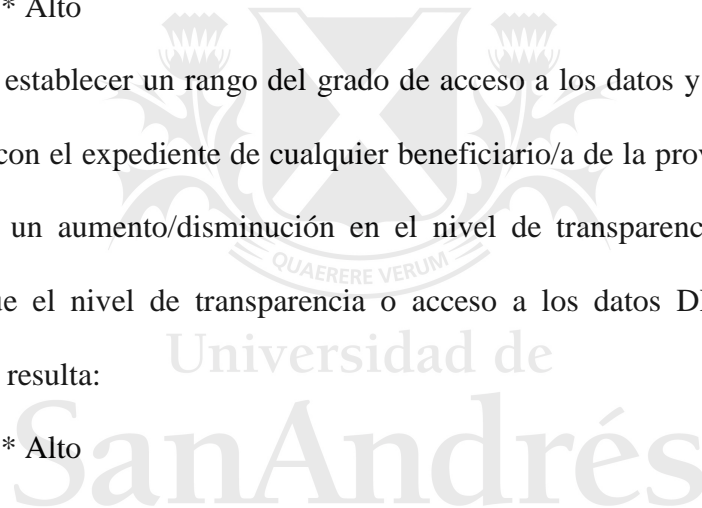 * Alto
establecer un rango del grado de acceso a los datos y
con el expediente de cualquier beneficiario/a de la prov
un aumento/disminución en el nivel de transparenc
QUAERERE VERUM
ue el nivel de transparencia o acceso a los datos D
Universidad de
resulta:
* Alto
SanAndrés